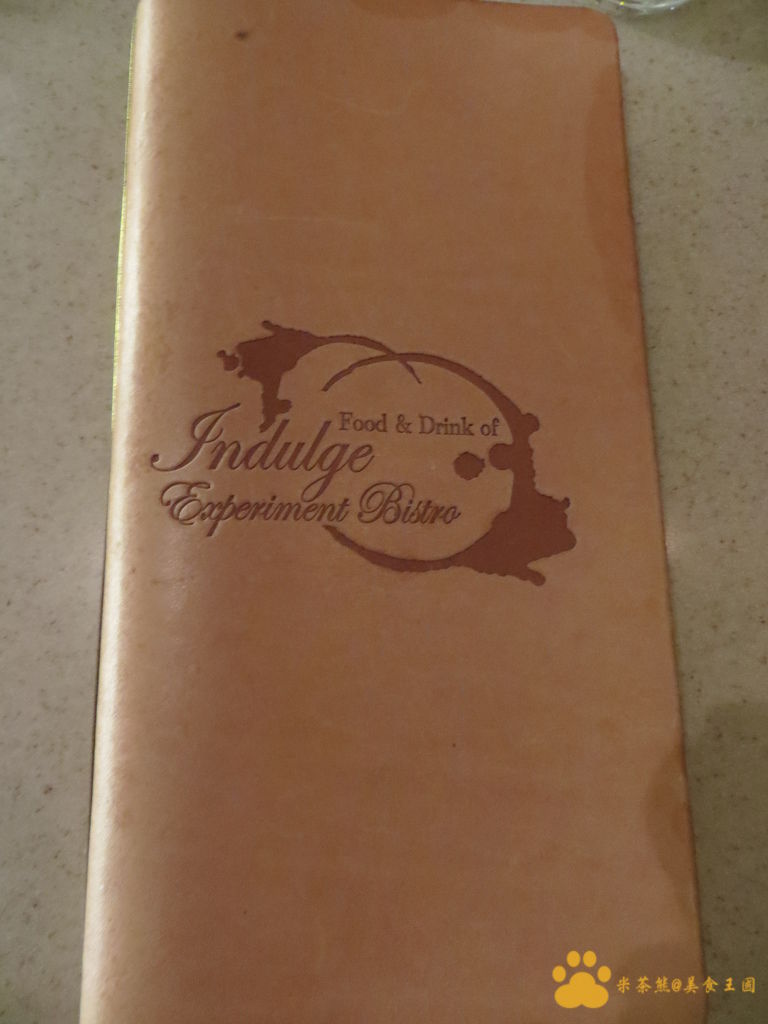 Food & Drink of
Indulge
Experiment Bistro
米茶熊@美食王國